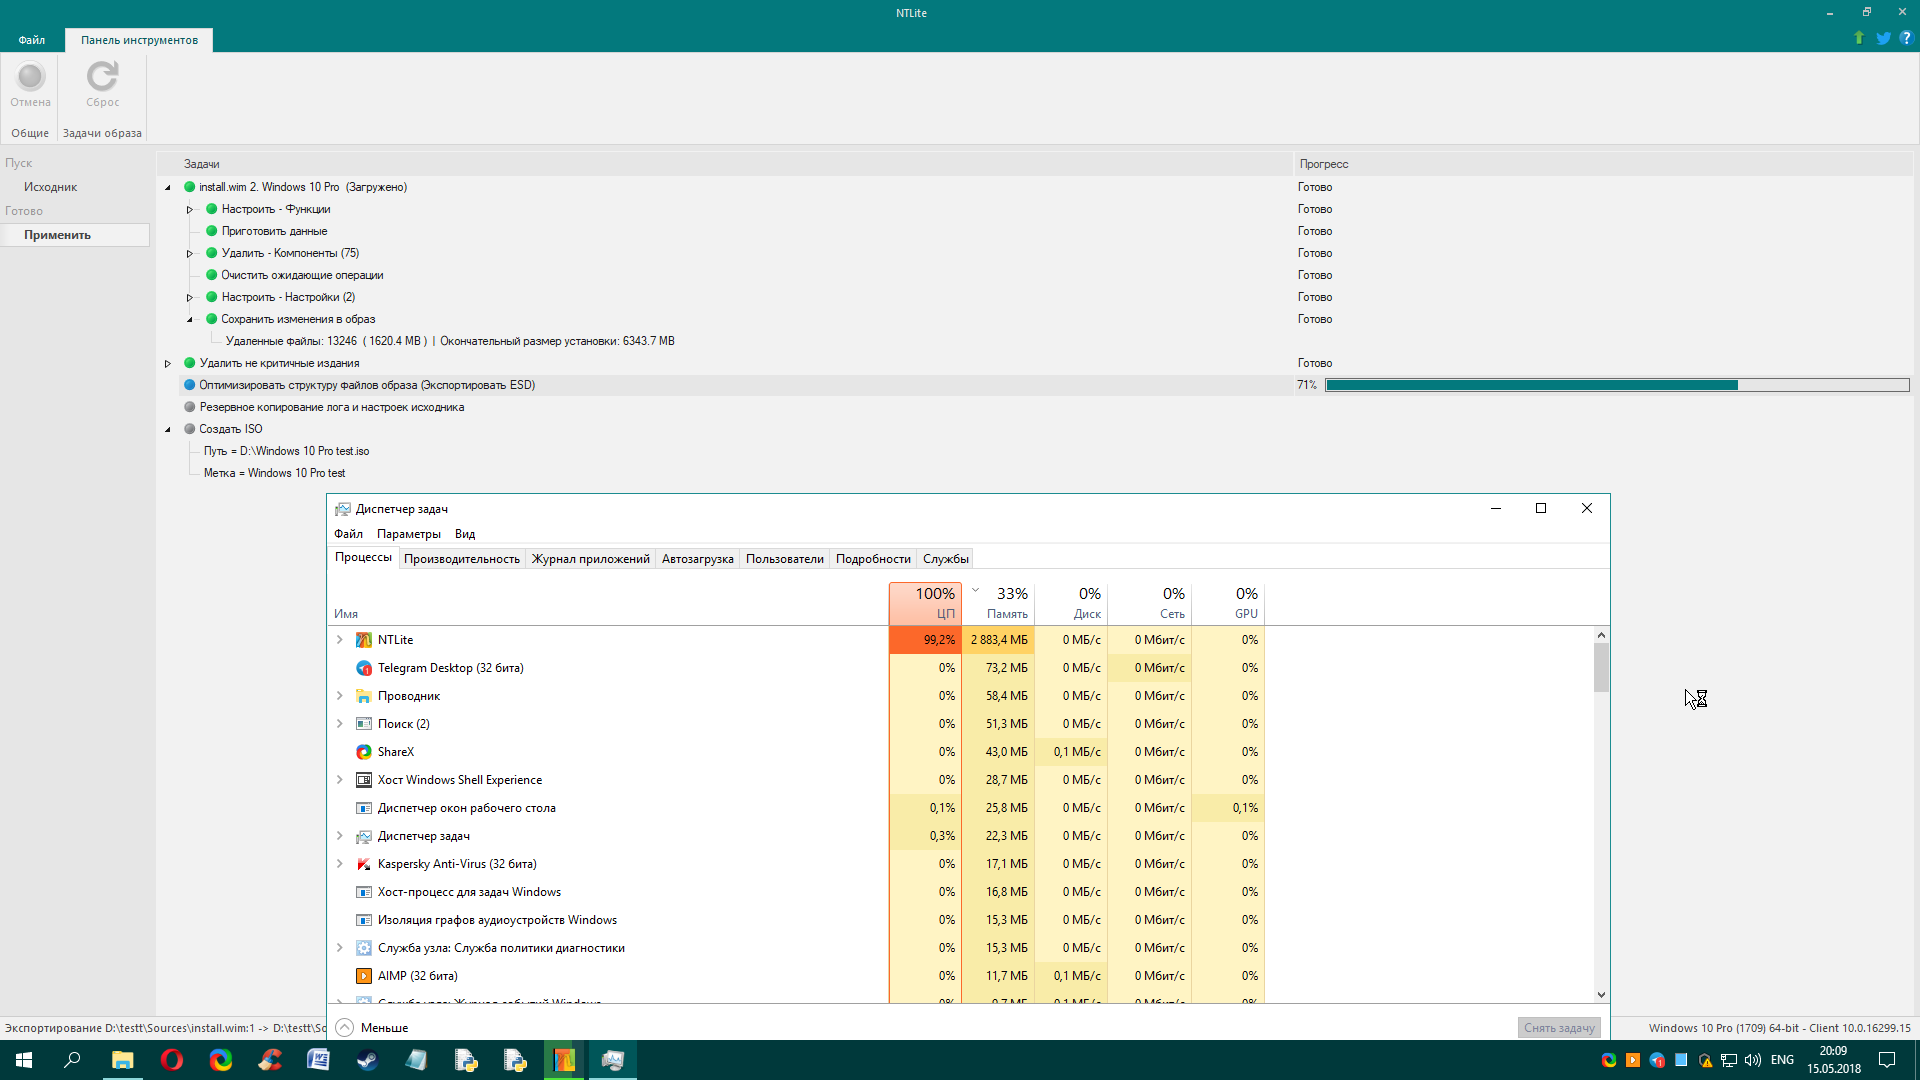 NTLite
Файл
Панель инструментов
Отмена
Сброс
Общие
Задачи образа
Пуск
Исходник
Готово
Применить
Задачи Прогресс
install.wim 2. Windows 10 Pro (Загружено) Готово
Настроить - Функции Готово
Приготовить данные Готово
Удалить - Компоненты (75) Готово
Очистить ожидающие операции Готово
Настроить - Настройки (2) Готово
Сохранить изменения в образ Готово
Удаленные файлы: 13246 ( 1620.4 MB ) | Окончательный размер установки: 6343.7 MB
Удалить не критичные издания Готово
Оптимизировать структуру файлов образа (Экспортировать ESD) 71%
Резервное копирование лога и настроек исходника
Создать ISO
Путь = D:\Windows 10 Pro test.iso
Метка = Windows 10 Pro test
Диспетчер задач
Файл Параметры Вид
Процессы Производительность Журнал приложений Автозагрузка Пользователи Подробности Службы
100% 33% 0% 0% 0%
Имя ЦП Память Диск Сеть GPU
NTLite 99,2% 2 883,4 МБ 0 МБ/с 0 Мбит/с 0%
Telegram Desktop (32 бита) 0% 73,2 МБ 0 МБ/с 0 Мбит/с 0%
Проводник 0% 58,4 МБ 0 МБ/с 0 Мбит/с 0%
Поиск (2) 0% 51,3 МБ 0 МБ/с 0 Мбит/с 0%
ShareX 0% 43,0 МБ 0,1 МБ/с 0 Мбит/с 0%
Хост Windows Shell Experience 0% 28,7 МБ 0 МБ/с 0 Мбит/с 0%
Диспетчер окон рабочего стола 0,1% 25,8 МБ 0 МБ/с 0 Мбит/с 0,1%
Диспетчер задач 0,3% 22,3 МБ 0 МБ/с 0 Мбит/с 0%
Kaspersky Anti-Virus (32 бита) 0% 17,1 МБ 0 МБ/с 0 Мбит/с 0%
Хост-процесс для задач Windows 0% 16,8 МБ 0 МБ/с 0 Мбит/с 0%
Изоляция графов аудиоустройств Windows 0% 15,3 МБ 0 МБ/с 0 Мбит/с 0%
Служба узла: Служба политики диагностики 0% 15,3 МБ 0 МБ/с 0 Мбит/с 0%
AIMP (32 бита) 0% 11,7 МБ 0,1 МБ/с 0 Мбит/с 0%
Служба узла: Журнал событий Windows 0% 9,7 МБ 0,1 МБ/с 0 Мбит/с 0%
Меньше Снять задачу
Экспортирование D:\testt\Sources\install.wim:1 -> D:\testt\So
Windows 10 Pro (1709) 64-bit - Client 10.0.16299.15
ENG
20:09
15.05.2018